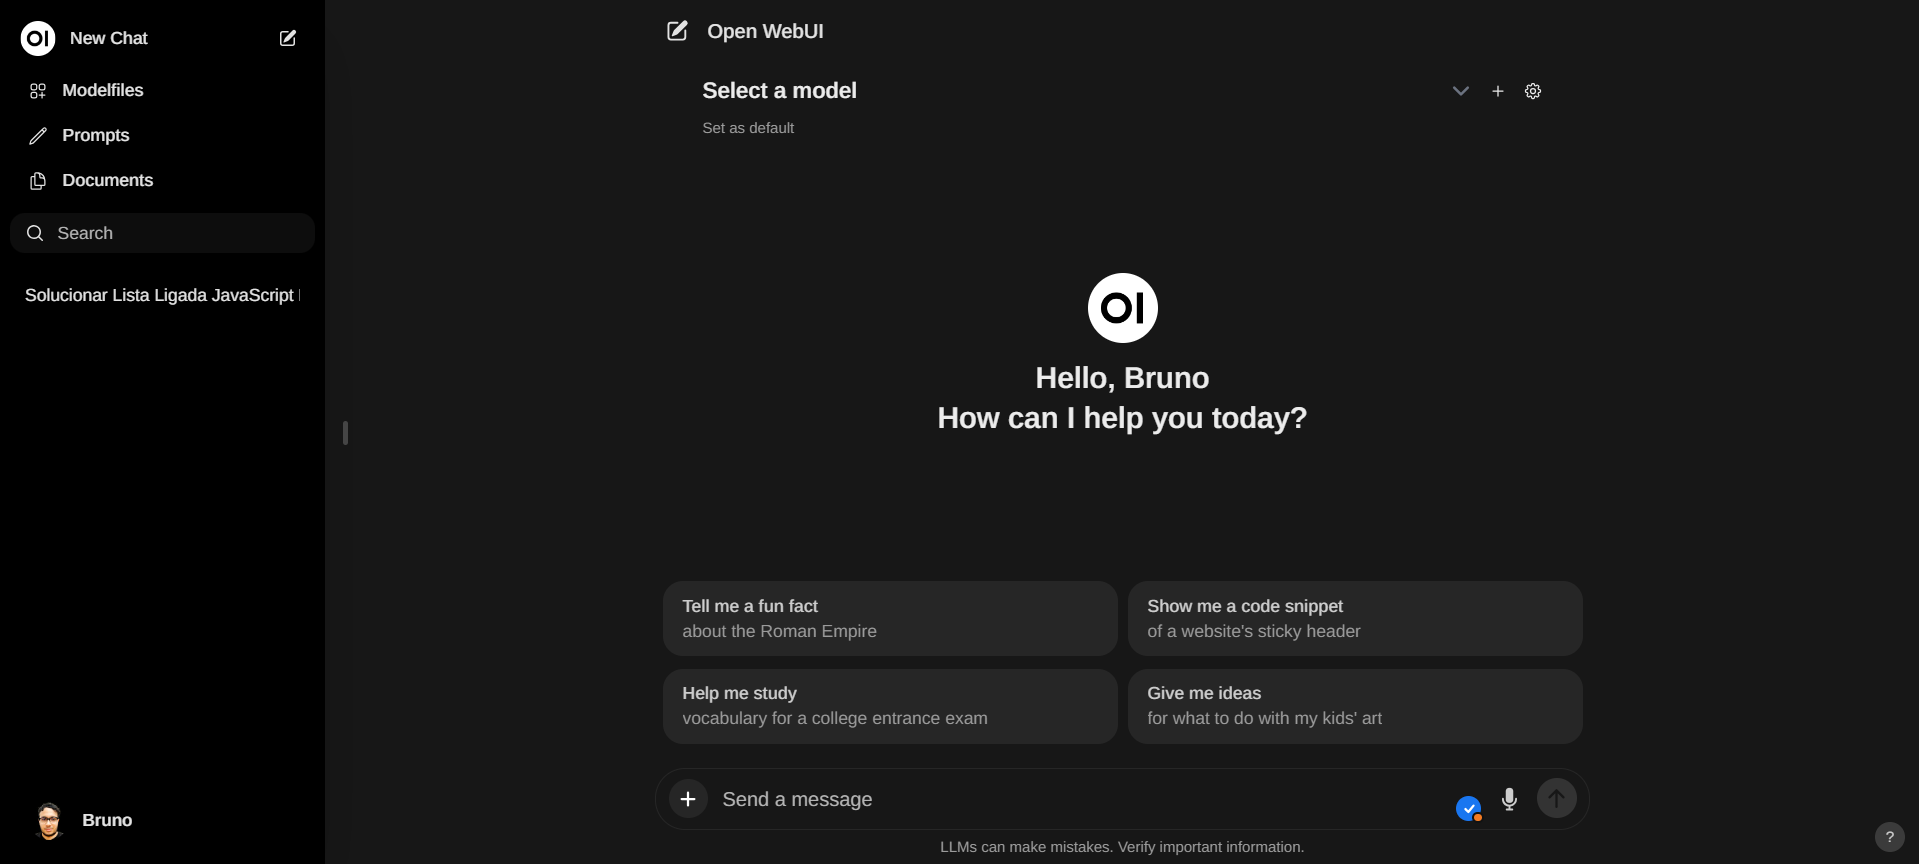 OI New Chat
Modelfiles
Prompts
Documents
Search
Solucionar Lista Ligada JavaScript
Bruno
Open WebUI
Select a model
Set as default
OI
Hello, Bruno
How can I help you today?
Tell me a fun fact
about the Roman Empire
Show me a code snippet
of a website's sticky header
Help me study
vocabulary for a college entrance exam
Give me ideas
for what to do with my kids' art
Send a message
LLMs can make mistakes. Verify important information.
?